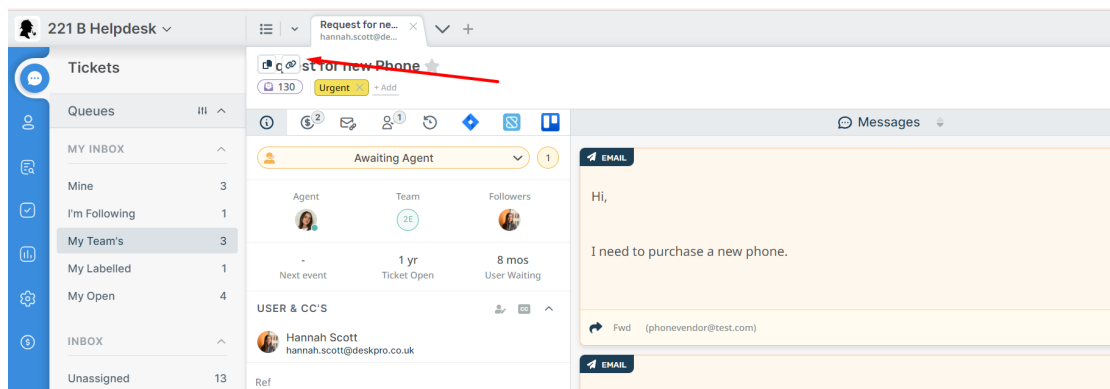 221 B Helpdesk
Request for ne...
hannah.scott@de...
Tickets
Queues
MY INBOX
Mine 3
I'm Following 1
My Team's 3
My Labelled 1
My Open 4
INBOX
Unassigned 13
st for new Phone
130
Urgent
+ Add
2
1
Awaiting Agent
1
Agent Team Followers
2E
- 1 yr 8 mos
Next event Ticket Open User Waiting
USER & CC'S
CC
Hannah Scott
hannah.scott@deskpro.co.uk
Ref
Messages
EMAIL
Hi,
I need to purchase a new phone.
Fwd (phonevendor@test.com)
EMAIL